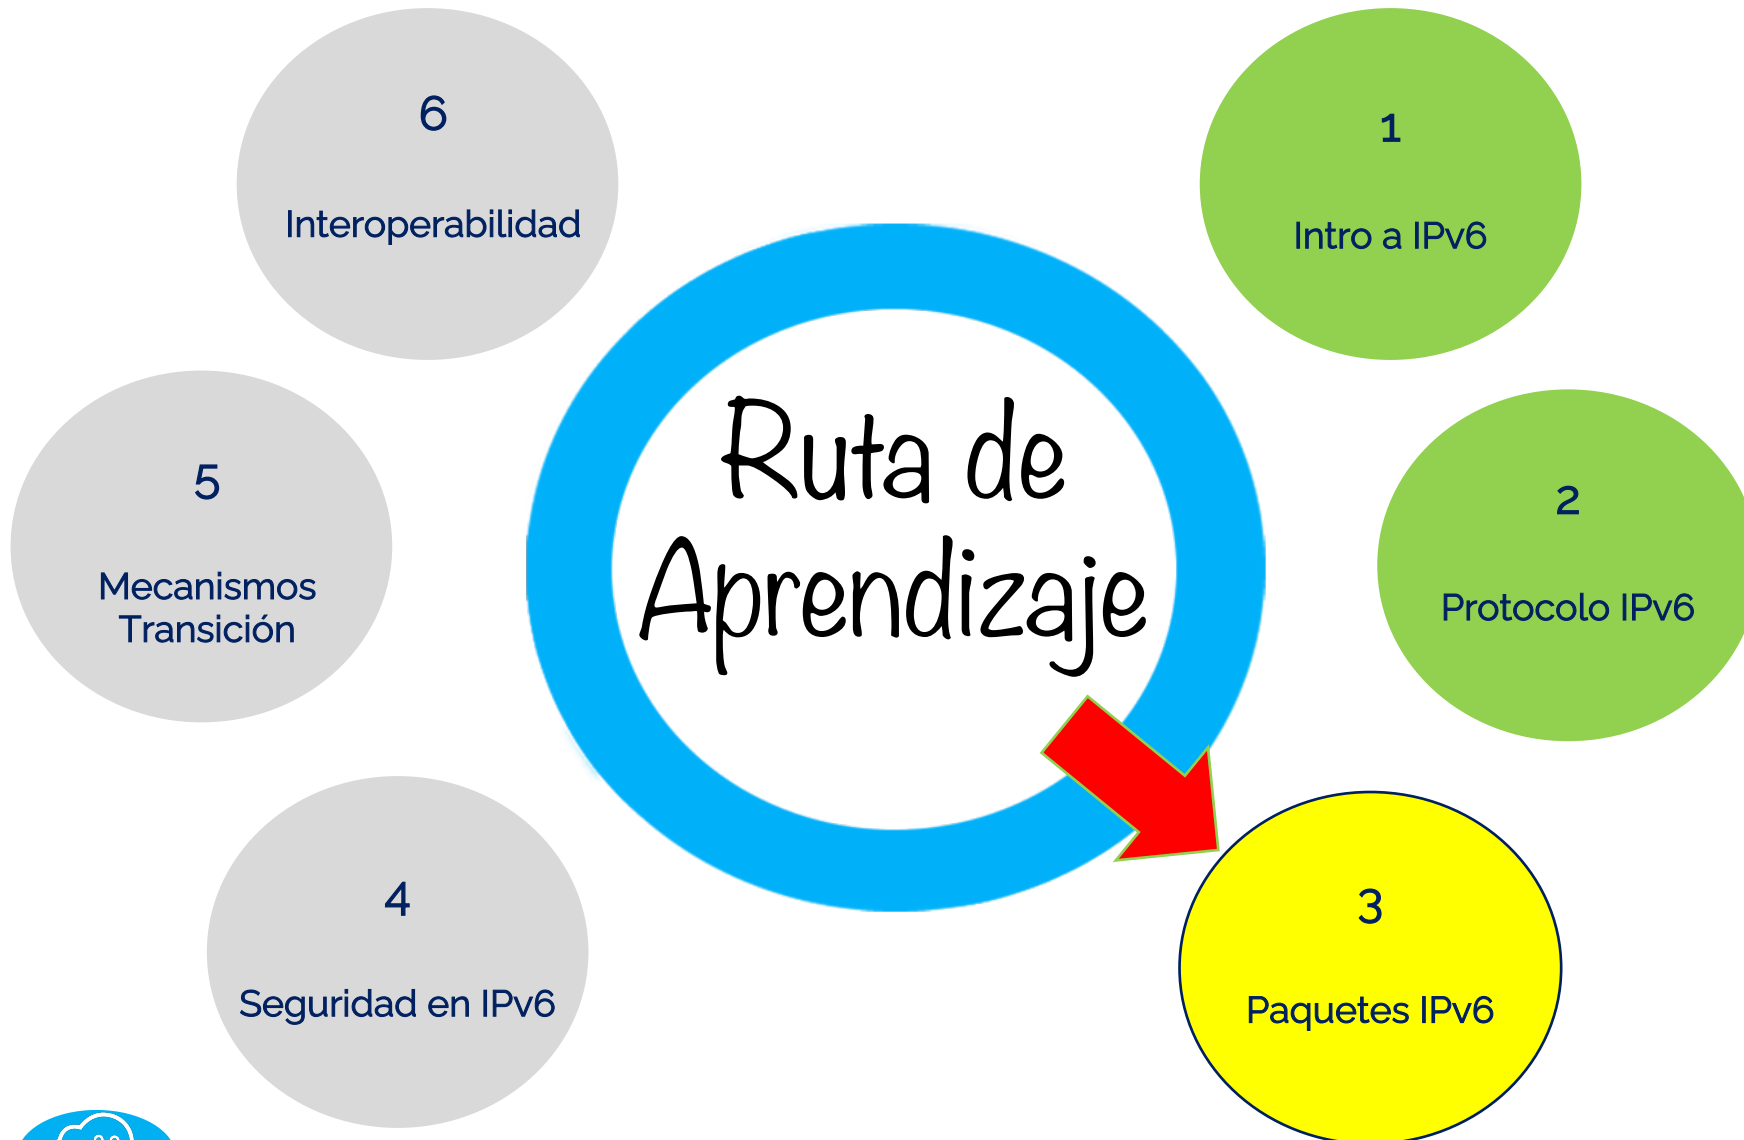 Ruta de
Aprendizaje
1
Intro a IPv6
2
Protocolo IPv6
3
Paquetes IPv6
4
Seguridad en IPv6
5
Mecanismos
Transición
6
Interoperabilidad